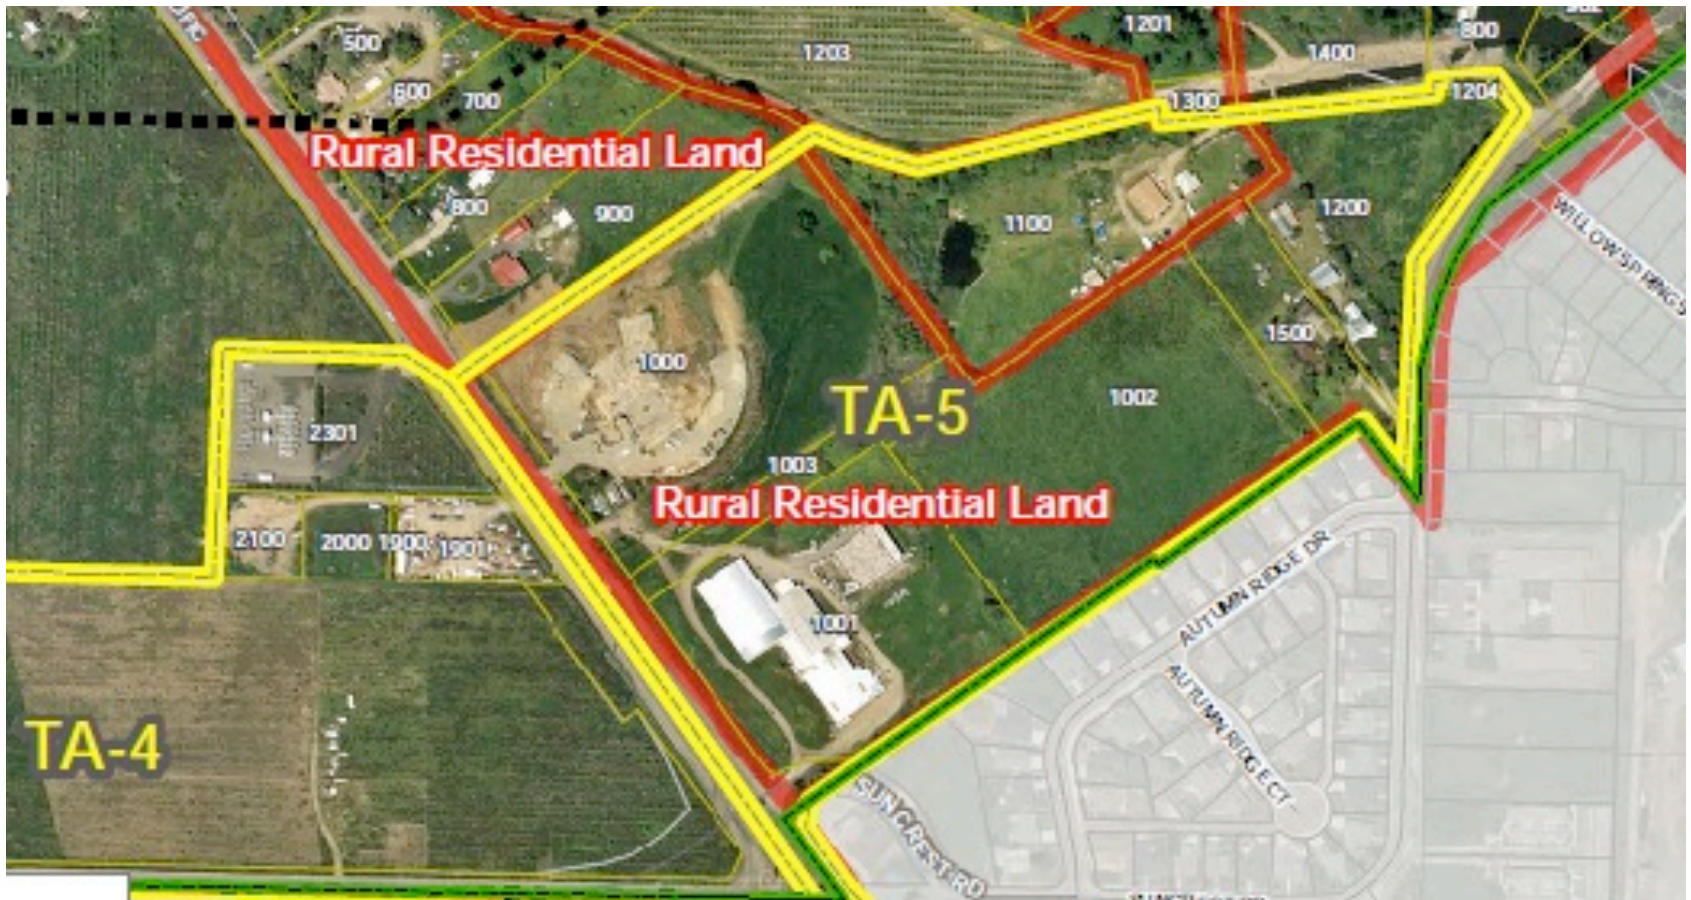 500
1203
1201
1400
800
600
700
1300
1204
Rural Residential Land
800
900
1100
1200
WILLOW SPRINGS
1000
1500
TA-5
1002
2301
1003
Rural Residential Land
2100
2000
1900
1901
1001
AUTUMN RIDGE DR
AUTUMN RIDGE CT
TA-4
SUNCREST RD